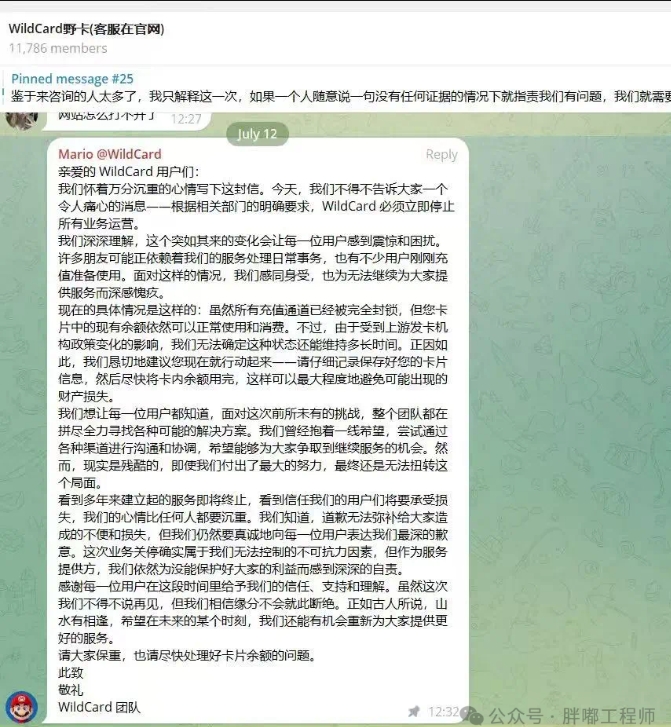 WildCard野卡(客服在官网)
11,786 members
Pinned message #25
鉴于来咨询的人太多了，我只解释这一次，如果一个人随意说一句没有任何证据的情况下就指责我们有问题，我们就需要
网站怎么打不开了 12:27
July 12
Mario @WildCard Reply
亲爱的 WildCard 用户们：
我们怀着万分沉重的心情写下这封信。今天，我们不得不告诉大家一个
令人痛心的消息——根据相关部门的明确要求，WildCard 必须立即停止
所有业务运营。
我们深深理解，这个突如其来的变化会让每一位用户感到震惊和困扰。
许多朋友可能正依赖着我们的服务处理日常事务，也有不少用户刚刚充
值准备使用。面对这样的情况，我们感同身受，也为无法继续为大家提
供服务而深感愧疚。
现在的具体情况是这样的：虽然所有充值通道已经被完全封锁，但您卡
片中的现有余额依然可以正常使用和消费。不过，由于受到上游发卡机
构政策变化的影响，我们无法确定这种状态还能维持多长时间。正因如
此，我们恳切地建议您现在就行动起来——请仔细记录保存好您的卡片
信息，然后尽快将卡内余额用完，这样可以最大程度地避免可能出现的
财产损失。
我们想让每一位用户都知道，面对这次前所未有的挑战，整个团队都在
拼尽全力寻找各种可能的解决方案。我们曾经抱着一线希望，尝试通过
各种渠道进行沟通和协调，希望能够为大家争取到继续服务的机会。然
而，现实是残酷的，即使我们付出了最大的努力，最终还是无法扭转这
个局面。
看到多年来建立起的服务即将终止，看到信任我们的用户们将要承受损
失，我们的心情比任何人都要沉重。我们知道，道歉无法弥补给大家造
成的不便和损失，但我们仍然要真诚地向每一位用户表达我们最深的歉
意。这次业务关停确实属于我们无法控制的不可抗力因素，但作为服务
提供方，我们依然为没能保护好大家的利益而感到深深的自责。
感谢每一位用户在这段时间里给予我们的信任、支持和理解。虽然这次
我们不得不说再见，但我们相信缘分不会就此断绝。正如古人所说，山
水有相逢，希望在未来的某个时刻，我们还能有机会重新为大家提供更
好的服务。
请大家保重，也请尽快处理好卡片余额的问题。
此致
敬礼
WildCard 团队 12:32
公众号 · 胖嘟工程师